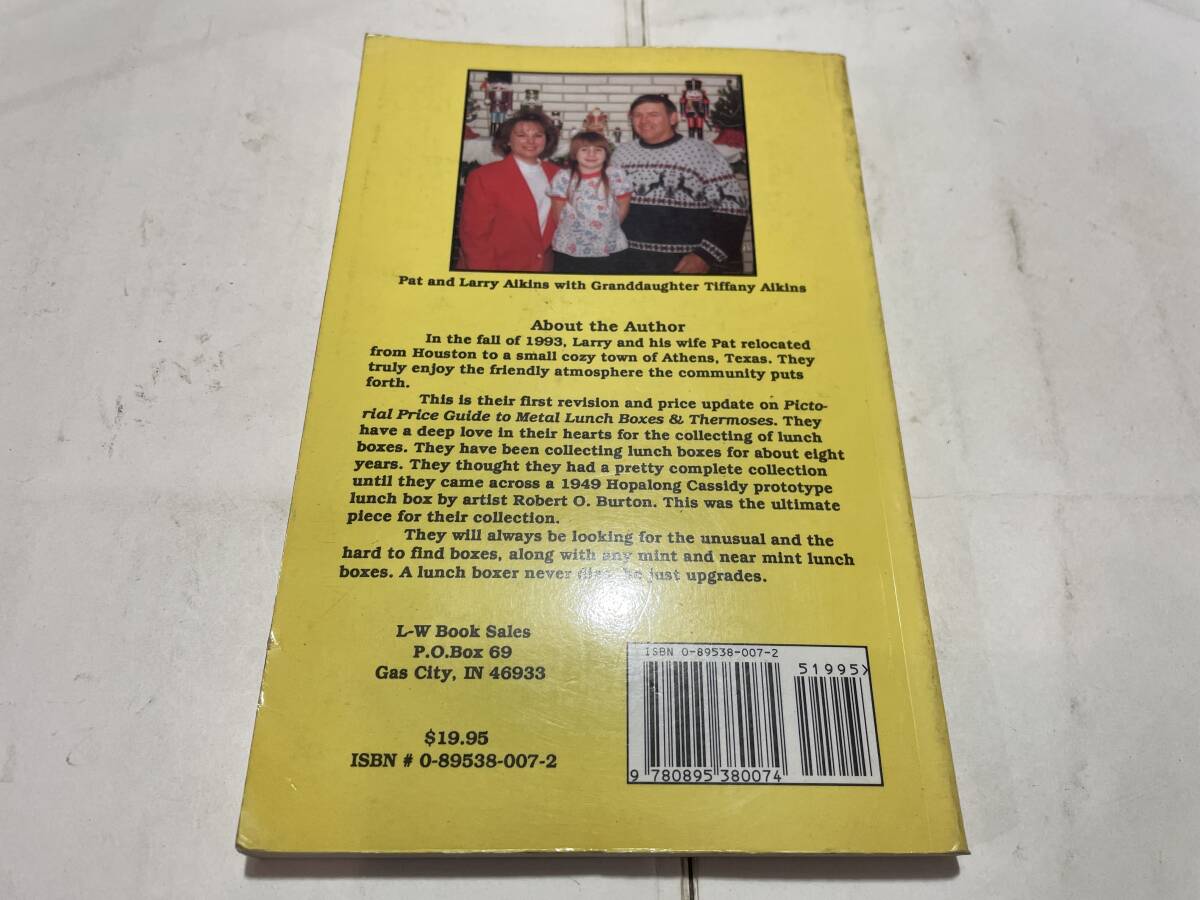 Pat and Larry Aikins with Granddaughter Tiffany Aikins
About the Author
In the fall of 1993, Larry and his wife Pat relocated
from Houston to a small cozy town of Athens, Texas. They
truly enjoy the friendly atmosphere the community puts
forth.
This is their first revision and price update on Picto-
rial Price Guide to Metal Lunch Boxes & Thermoses. They
have a deep love in their hearts for the collecting of lunch
boxes. They have been collecting lunch boxes for about eight
years. They thought they had a pretty complete collection
until they came across a 1949 Hopalong Cassidy prototype
lunch box by artist Robert O. Burton. This was the ultimate
piece for their collection.
They will always be looking for the unusual and the
hard to find boxes, along with any mint and near mint lunch
boxes. A lunch boxer never dies he just upgrades.
L-W Book Sales
P.O.Box 69
Gas City, IN 46933
$19.95
ISBN # 0-89538-007-2
ISBN 0-89538-007-2
51995>
9 780895 380074